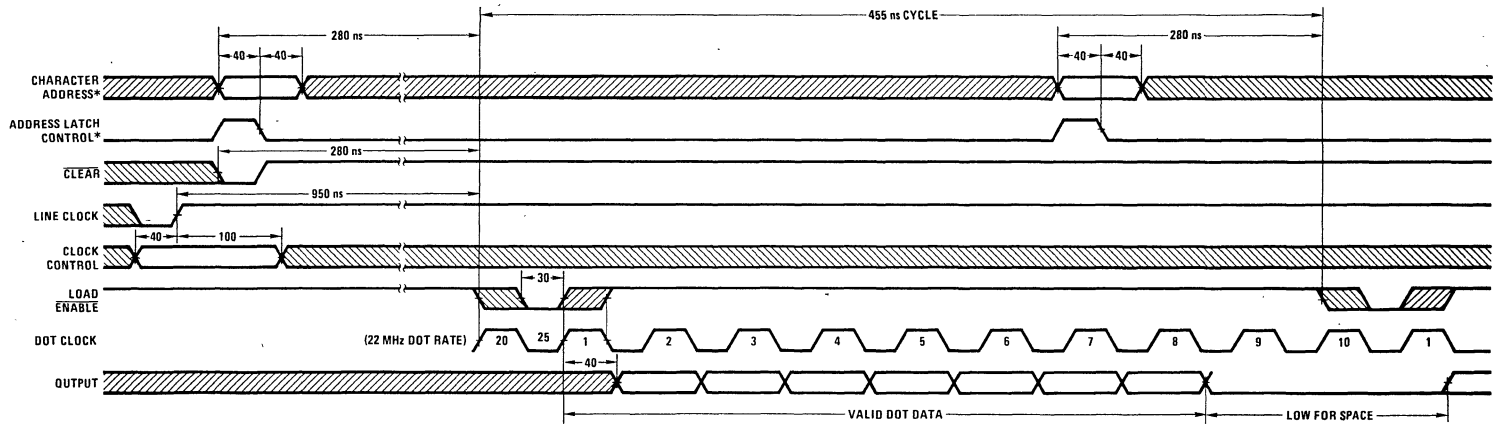 455 ns CYCLE
280 ns
280 ns
40 40
40 40
CHARACTER
ADDRESS*
ADDRESS LATCH
CONTROL*
280 ns
CLEAR
950 ns
LINE CLOCK
40 100
CLOCK
CONTROL
30
LOAD
ENABLE
DOT CLOCK (22 MHz DOT RATE) 20 25 1 2 3 4 5 6 7 8 9 10 1
40
OUTPUT
VALID DOT DATA LOW FOR SPACE